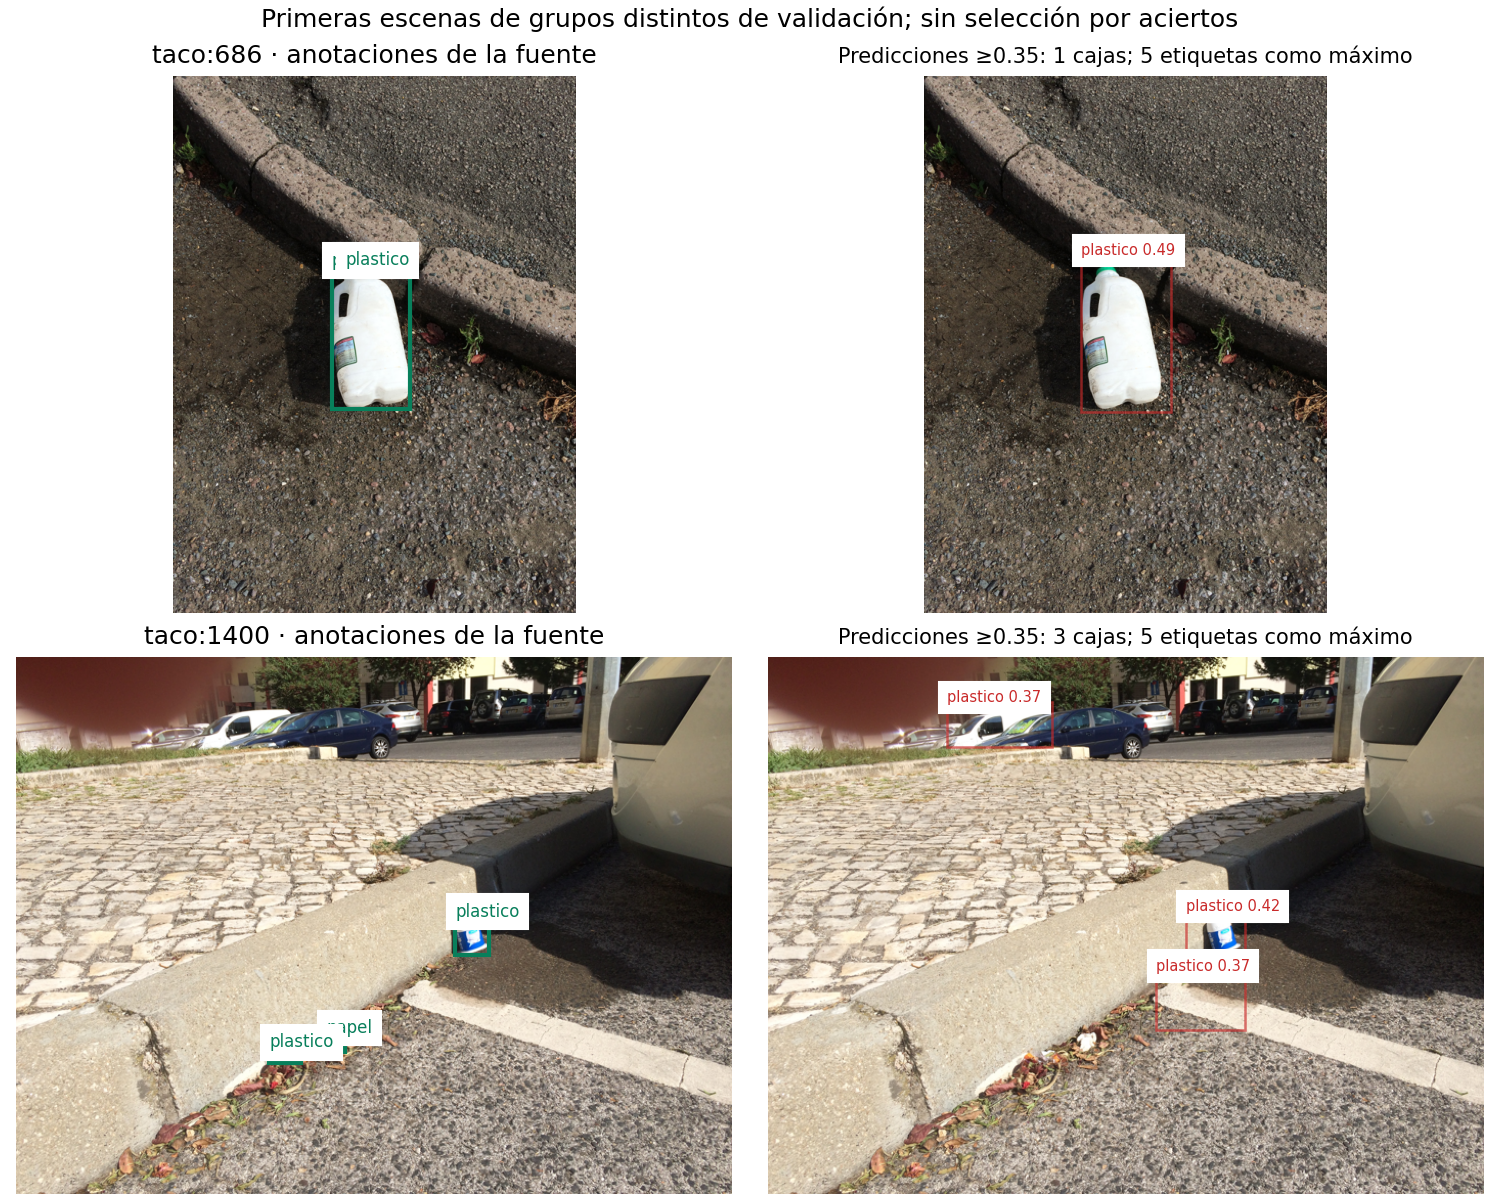 Primeras escenas de grupos distintos de validación; sin selección por aciertos
taco:686 · anotaciones de la fuente
Predicciones ≥0.35: 1 cajas; 5 etiquetas como máximo
plastico
plastico 0.49
taco:1400 · anotaciones de la fuente
Predicciones ≥0.35: 3 cajas; 5 etiquetas como máximo
plastico 0.37
plastico
plastico 0.42
plastico 0.37
papel
plastico